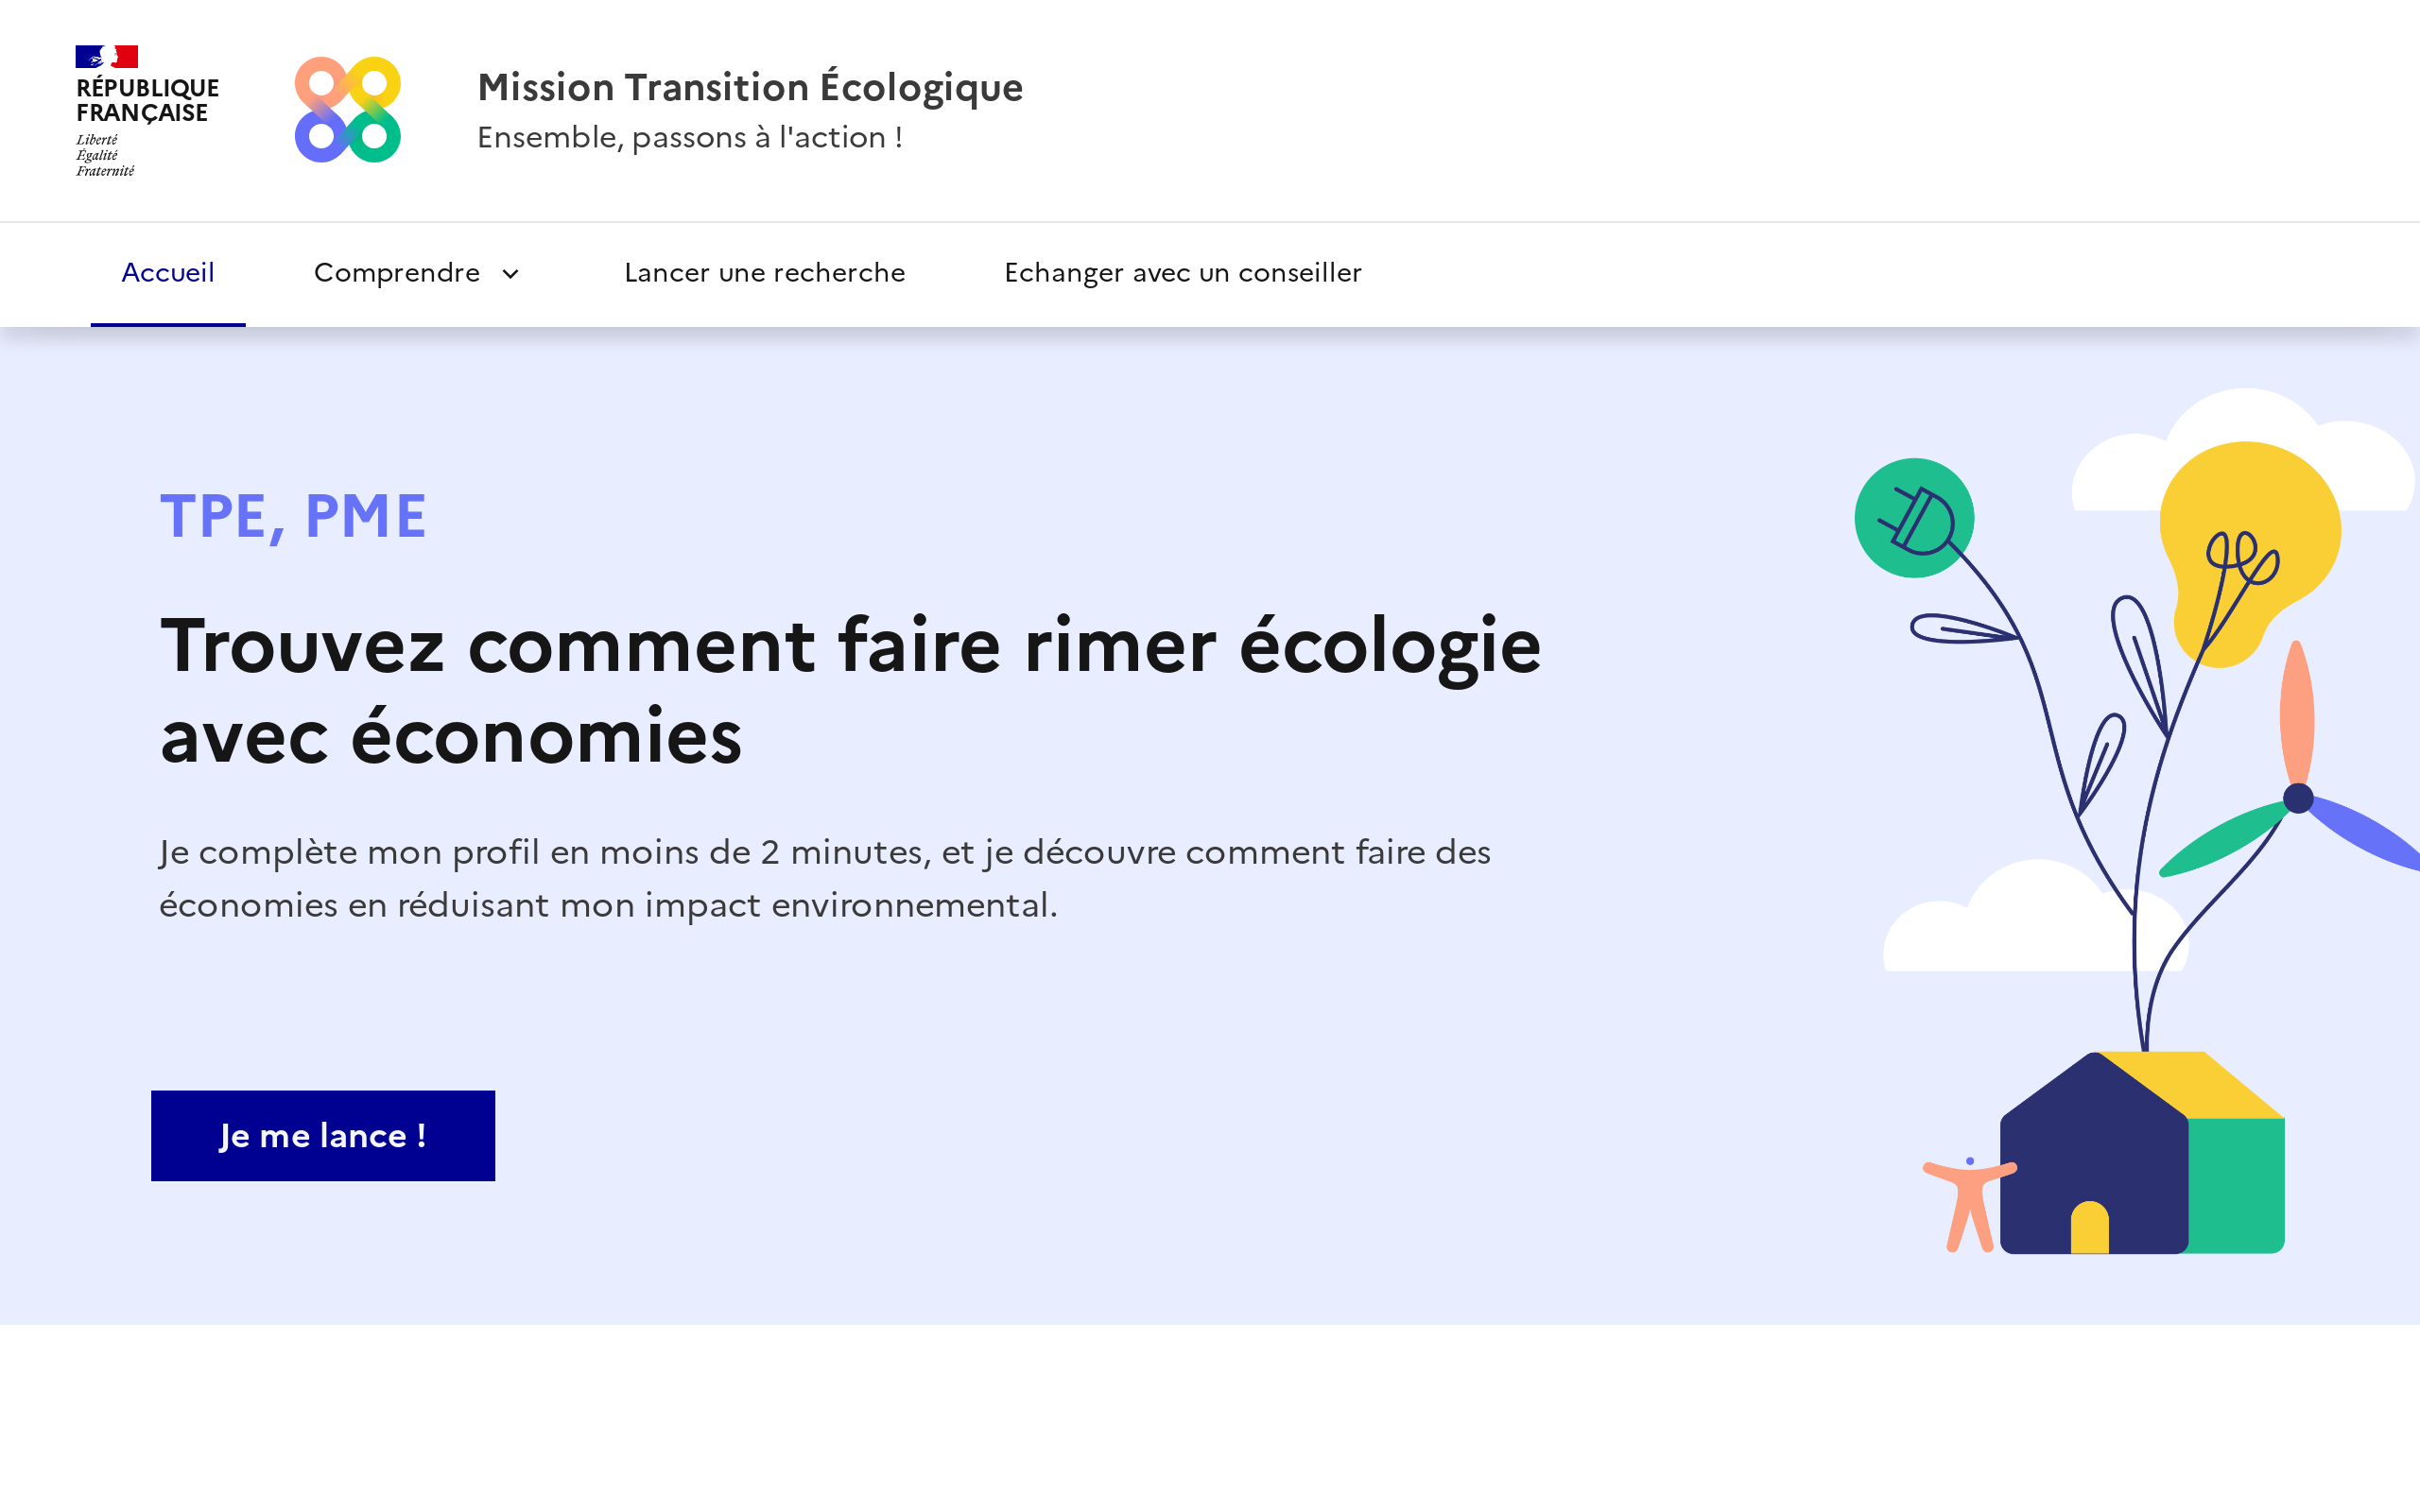 RÉPUBLIQUE
FRANÇAISE
Liberté
Égalité
Fraternité
Mission Transition Écologique
Ensemble, passons à l'action !
Accueil
Comprendre
Lancer une recherche
Echanger avec un conseiller
TPE, PME
Trouvez comment faire rimer écologie
avec économies
Je complète mon profil en moins de 2 minutes, et je découvre comment faire des
économies en réduisant mon impact environnemental.
Je me lance !